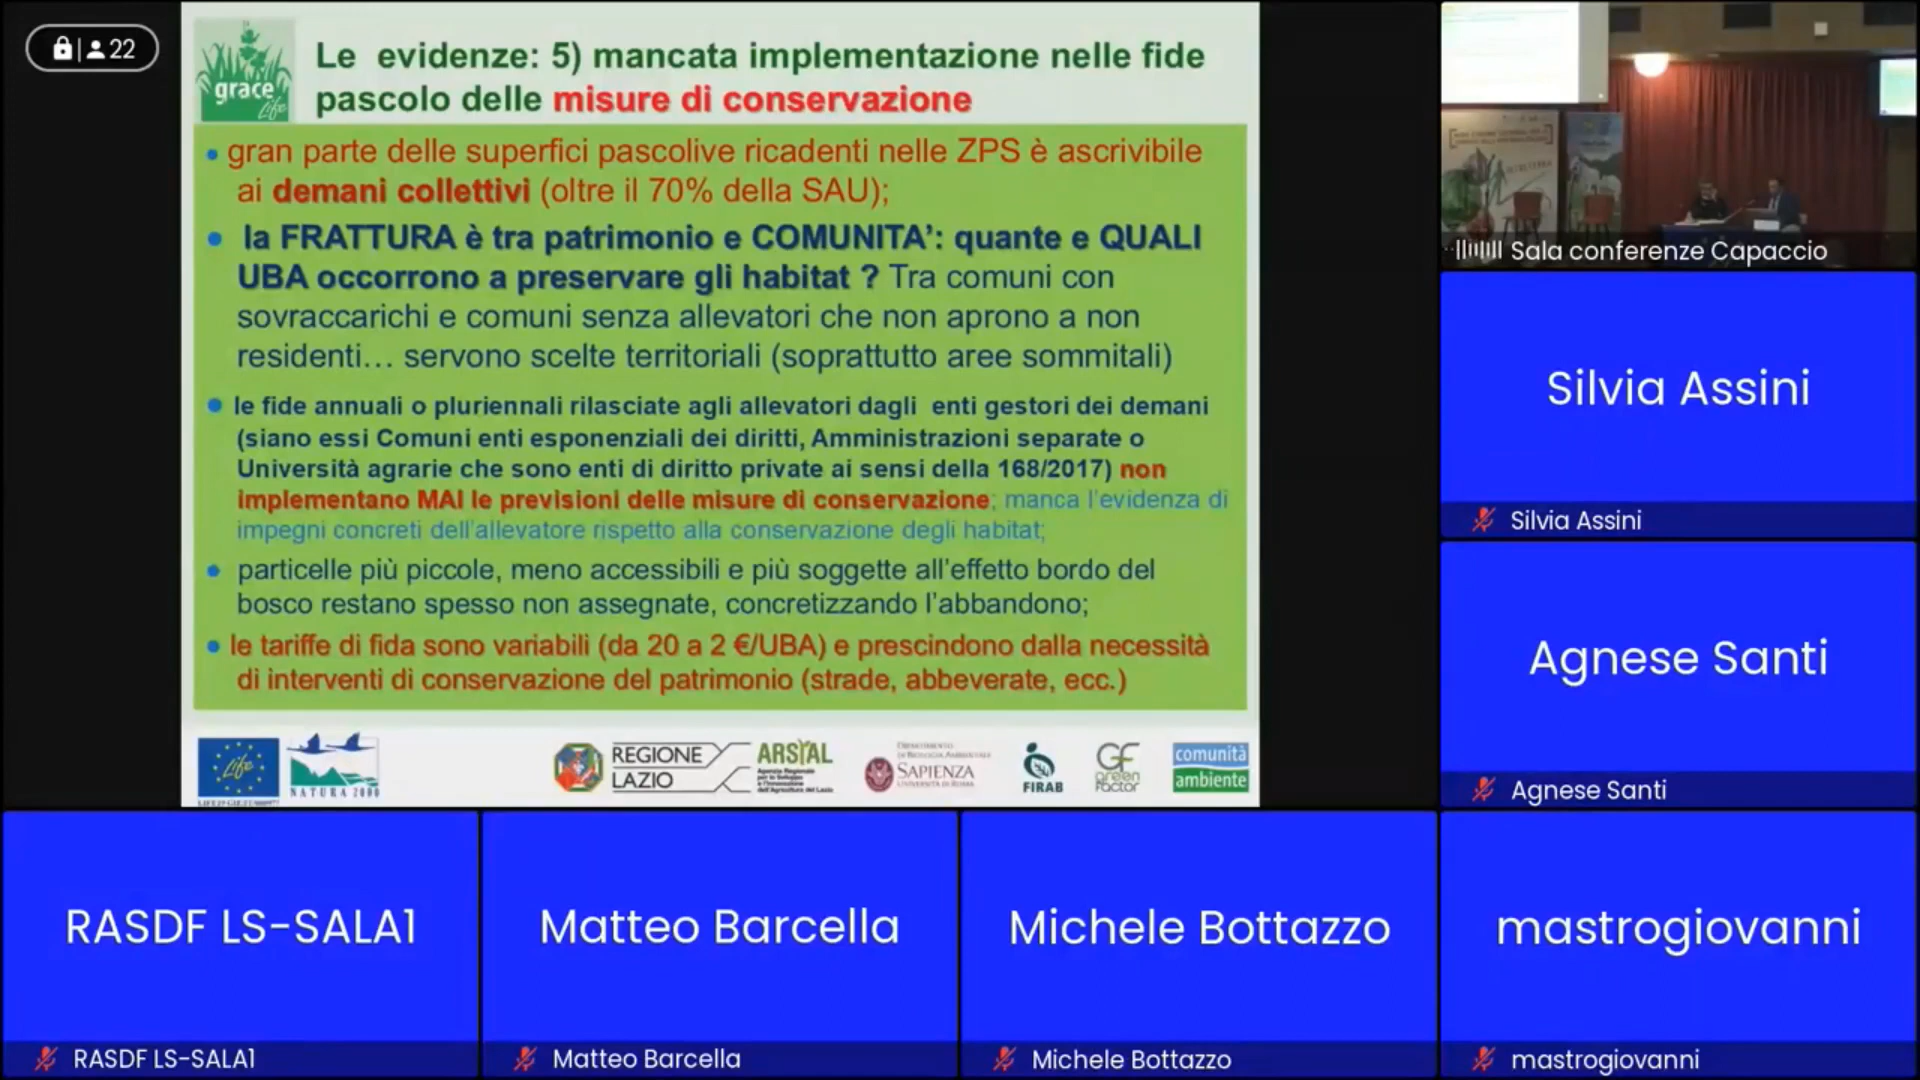 22
grace
Life
Le evidenze: 5) mancata implementazione nelle fide
pascolo delle misure di conservazione
• gran parte delle superfici pascolive ricadenti nelle ZPS è ascrivibile
ai demani collettivi (oltre il 70% della SAU);
• la FRATTURA è tra patrimonio e COMUNITA': quante e QUALI
UBA occorrono a preservare gli habitat ? Tra comuni con
sovraccarichi e comuni senza allevatori che non aprono a non
residenti... servono scelte territoriali (soprattutto aree sommitali)
• le fide annuali o pluriennali rilasciate agli allevatori dagli enti gestori dei demani
(siano essi Comuni enti esponenziali dei diritti, Amministrazioni separate o
Università agrarie che sono enti di diritto private ai sensi della 168/2017) non
implementano MAI le previsioni delle misure di conservazione; manca l'evidenza di
impegni concreti dell'allevatore rispetto alla conservazione degli habitat;
• particelle più piccole, meno accessibili e più soggette all'effetto bordo del
bosco restano spesso non assegnate, concretizzando l'abbandono;
• le tariffe di fida sono variabili (da 20 a 2 €/UBA) e prescindono dalla necessità
di interventi di conservazione del patrimonio (strade, abbeverate, ecc.)
Life
NATURA 2000
REGIONE
LAZIO
ARSIAL
SAPIENZA
UNIVERSITÀ DI ROMA
FIRAB
GF
green
Factor
comunità
ambiente
Sala conferenze Capaccio
Silvia Assini
Silvia Assini
Agnese Santi
Agnese Santi
RASDF LS-SALA1
RASDF LS-SALA1
Matteo Barcella
Matteo Barcella
Michele Bottazzo
Michele Bottazzo
mastrogiovanni
mastrogiovanni